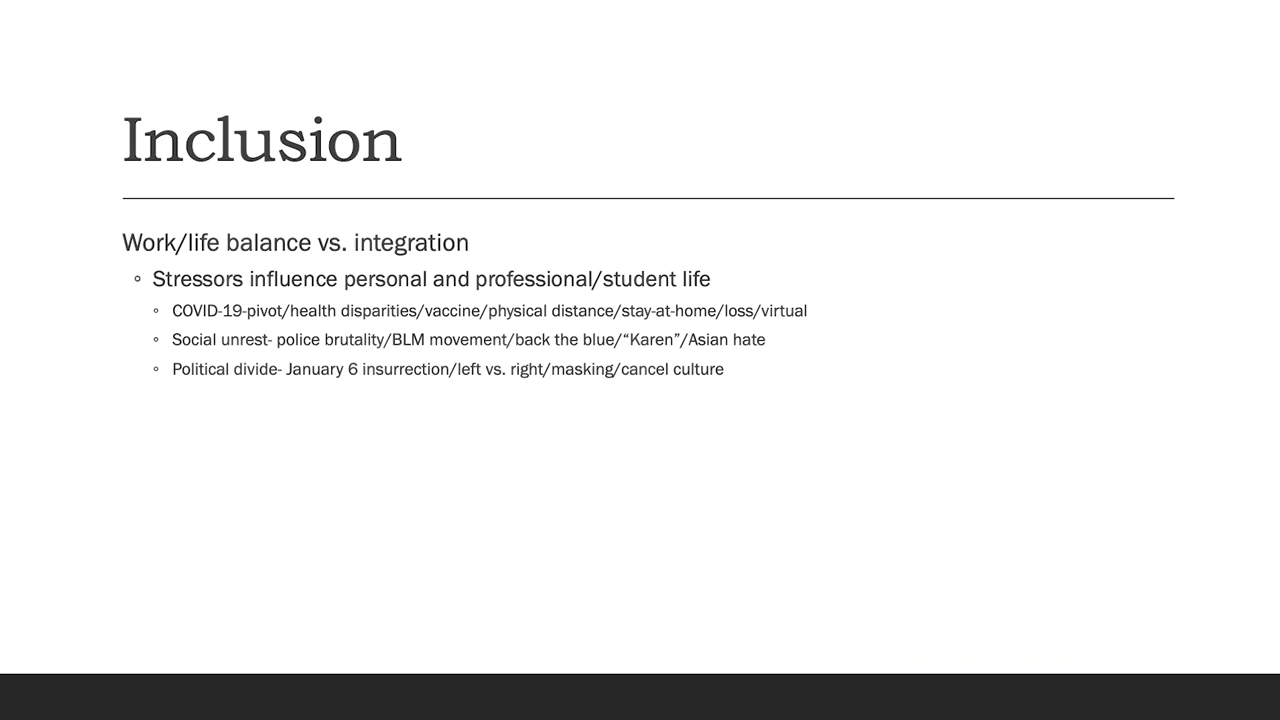 Inclusion
Work/life balance vs. integration
◦ Stressors influence personal and professional/student life
◦ COVID-19-pivot/health disparities/vaccine/physical distance/stay-at-home/loss/virtual
◦ Social unrest- police brutality/BLM movement/back the blue/“Karen”/Asian hate
◦ Political divide- January 6 insurrection/left vs. right/masking/cancel culture